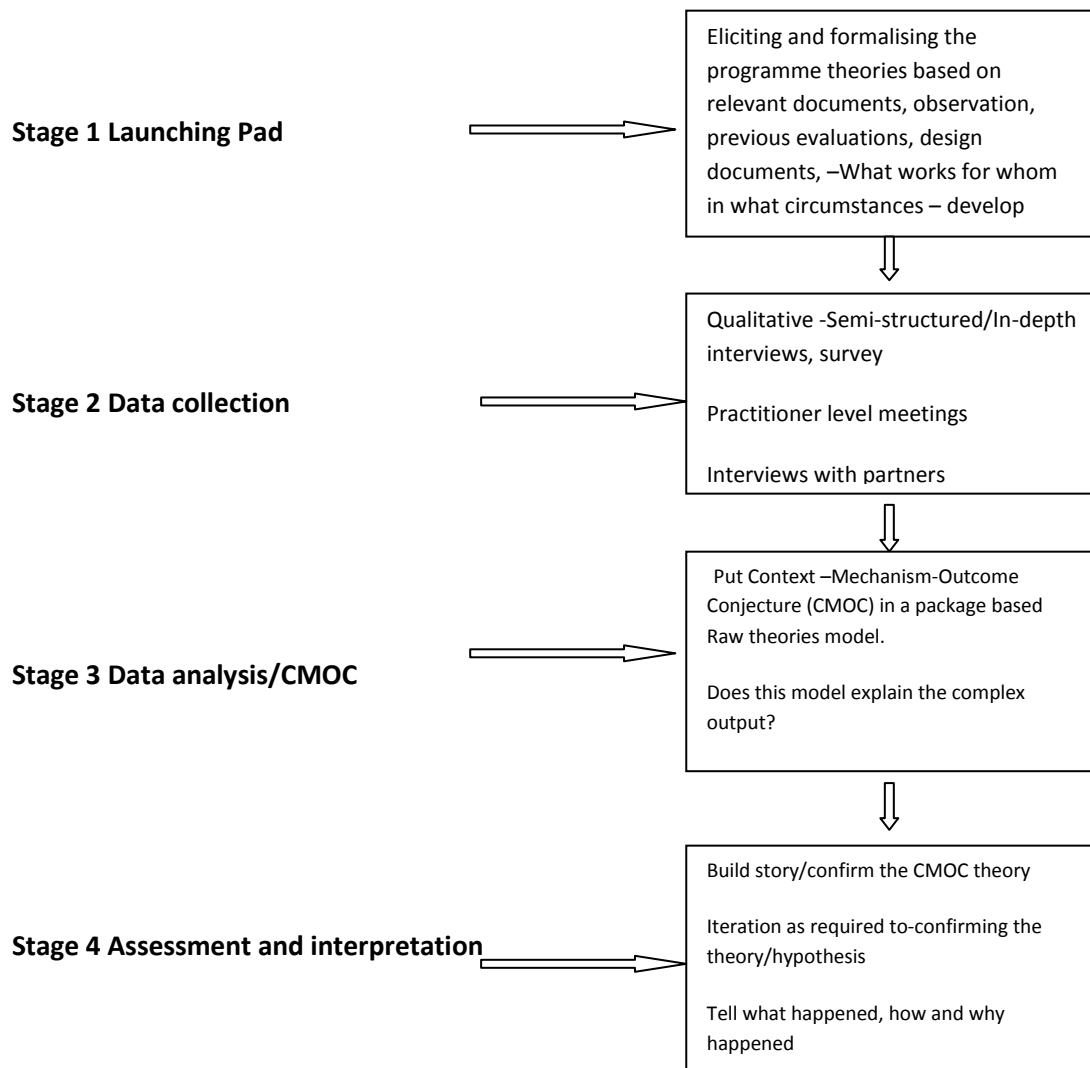 Stage 1 Launching Pad
Eliciting and formalising the
programme theories based on
relevant documents, observation,
previous evaluations, design
documents, –What works for whom
in what circumstances – develop
Stage 2 Data collection
Qualitative -Semi-structured/In-depth
interviews, survey
Practitioner level meetings
Interviews with partners
Stage 3 Data analysis/CMOC
Put Context –Mechanism-Outcome
Conjecture (CMOC) in a package based
Raw theories model.
Does this model explain the complex
output?
Stage 4 Assessment and interpretation
Build story/confirm the CMOC theory
Iteration as required to-confirming the
theory/hypothesis
Tell what happened, how and why
happened